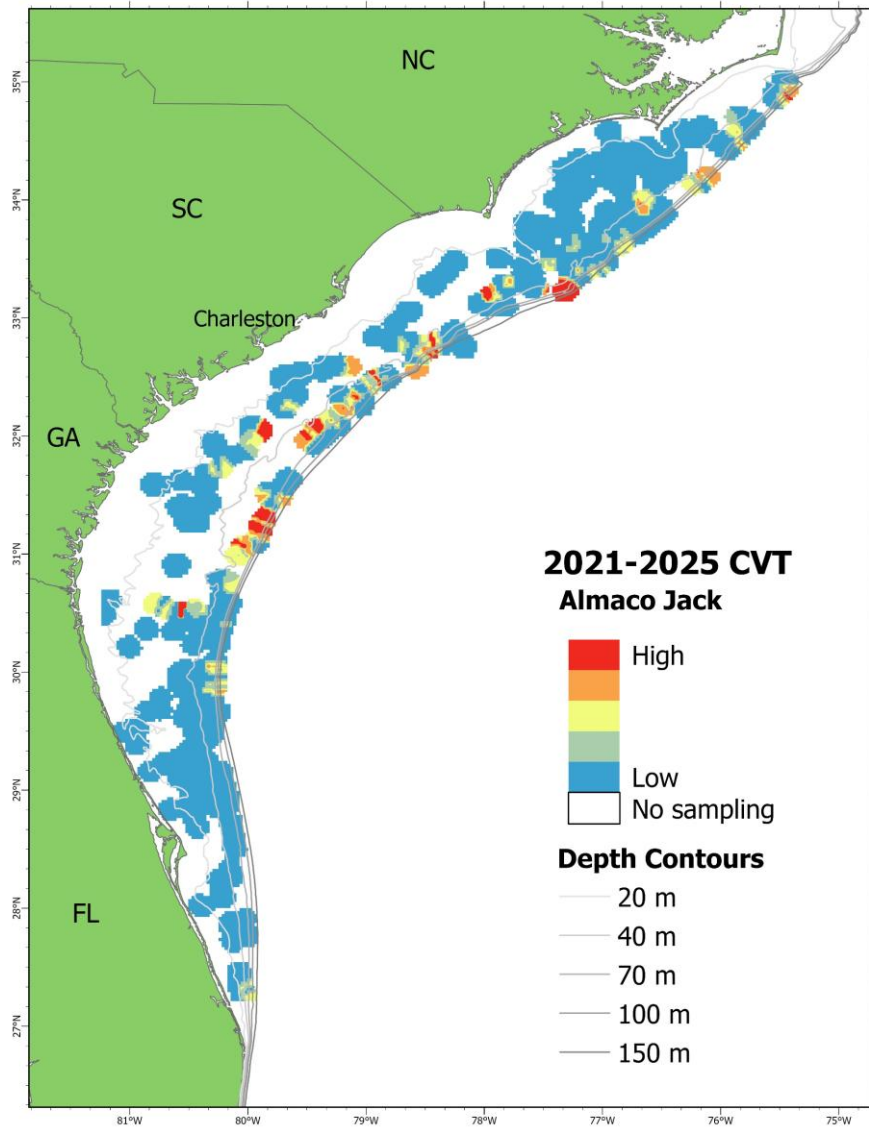 35°N
NC
34°N
SC
33°N
Charleston
32°N
GA
31°N
2021-2025 CVT
Almaco Jack
High
30°N
29°N
Low
No sampling
Depth Contours
28°N
FL
20 m
40 m
70 m
27°N
100 m
150 m
81°W 80°W 79°W 78°W 77°W 76°W 75°W